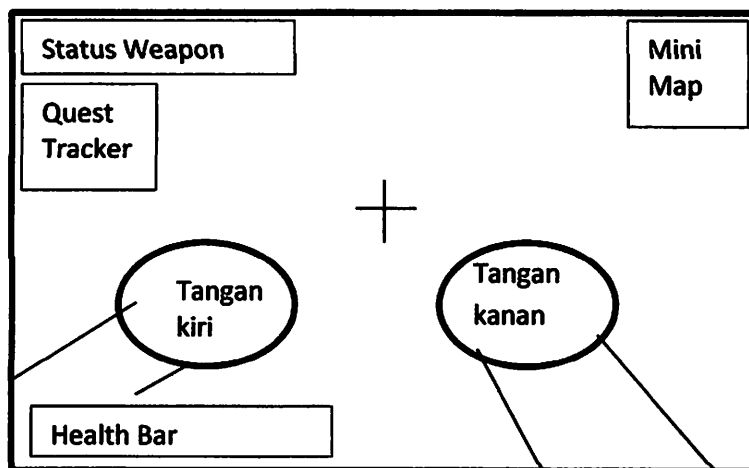 Status Weapon
Mini
Map
Quest
Tracker
Tangan
kiri
Tangan
kanan
Health Bar